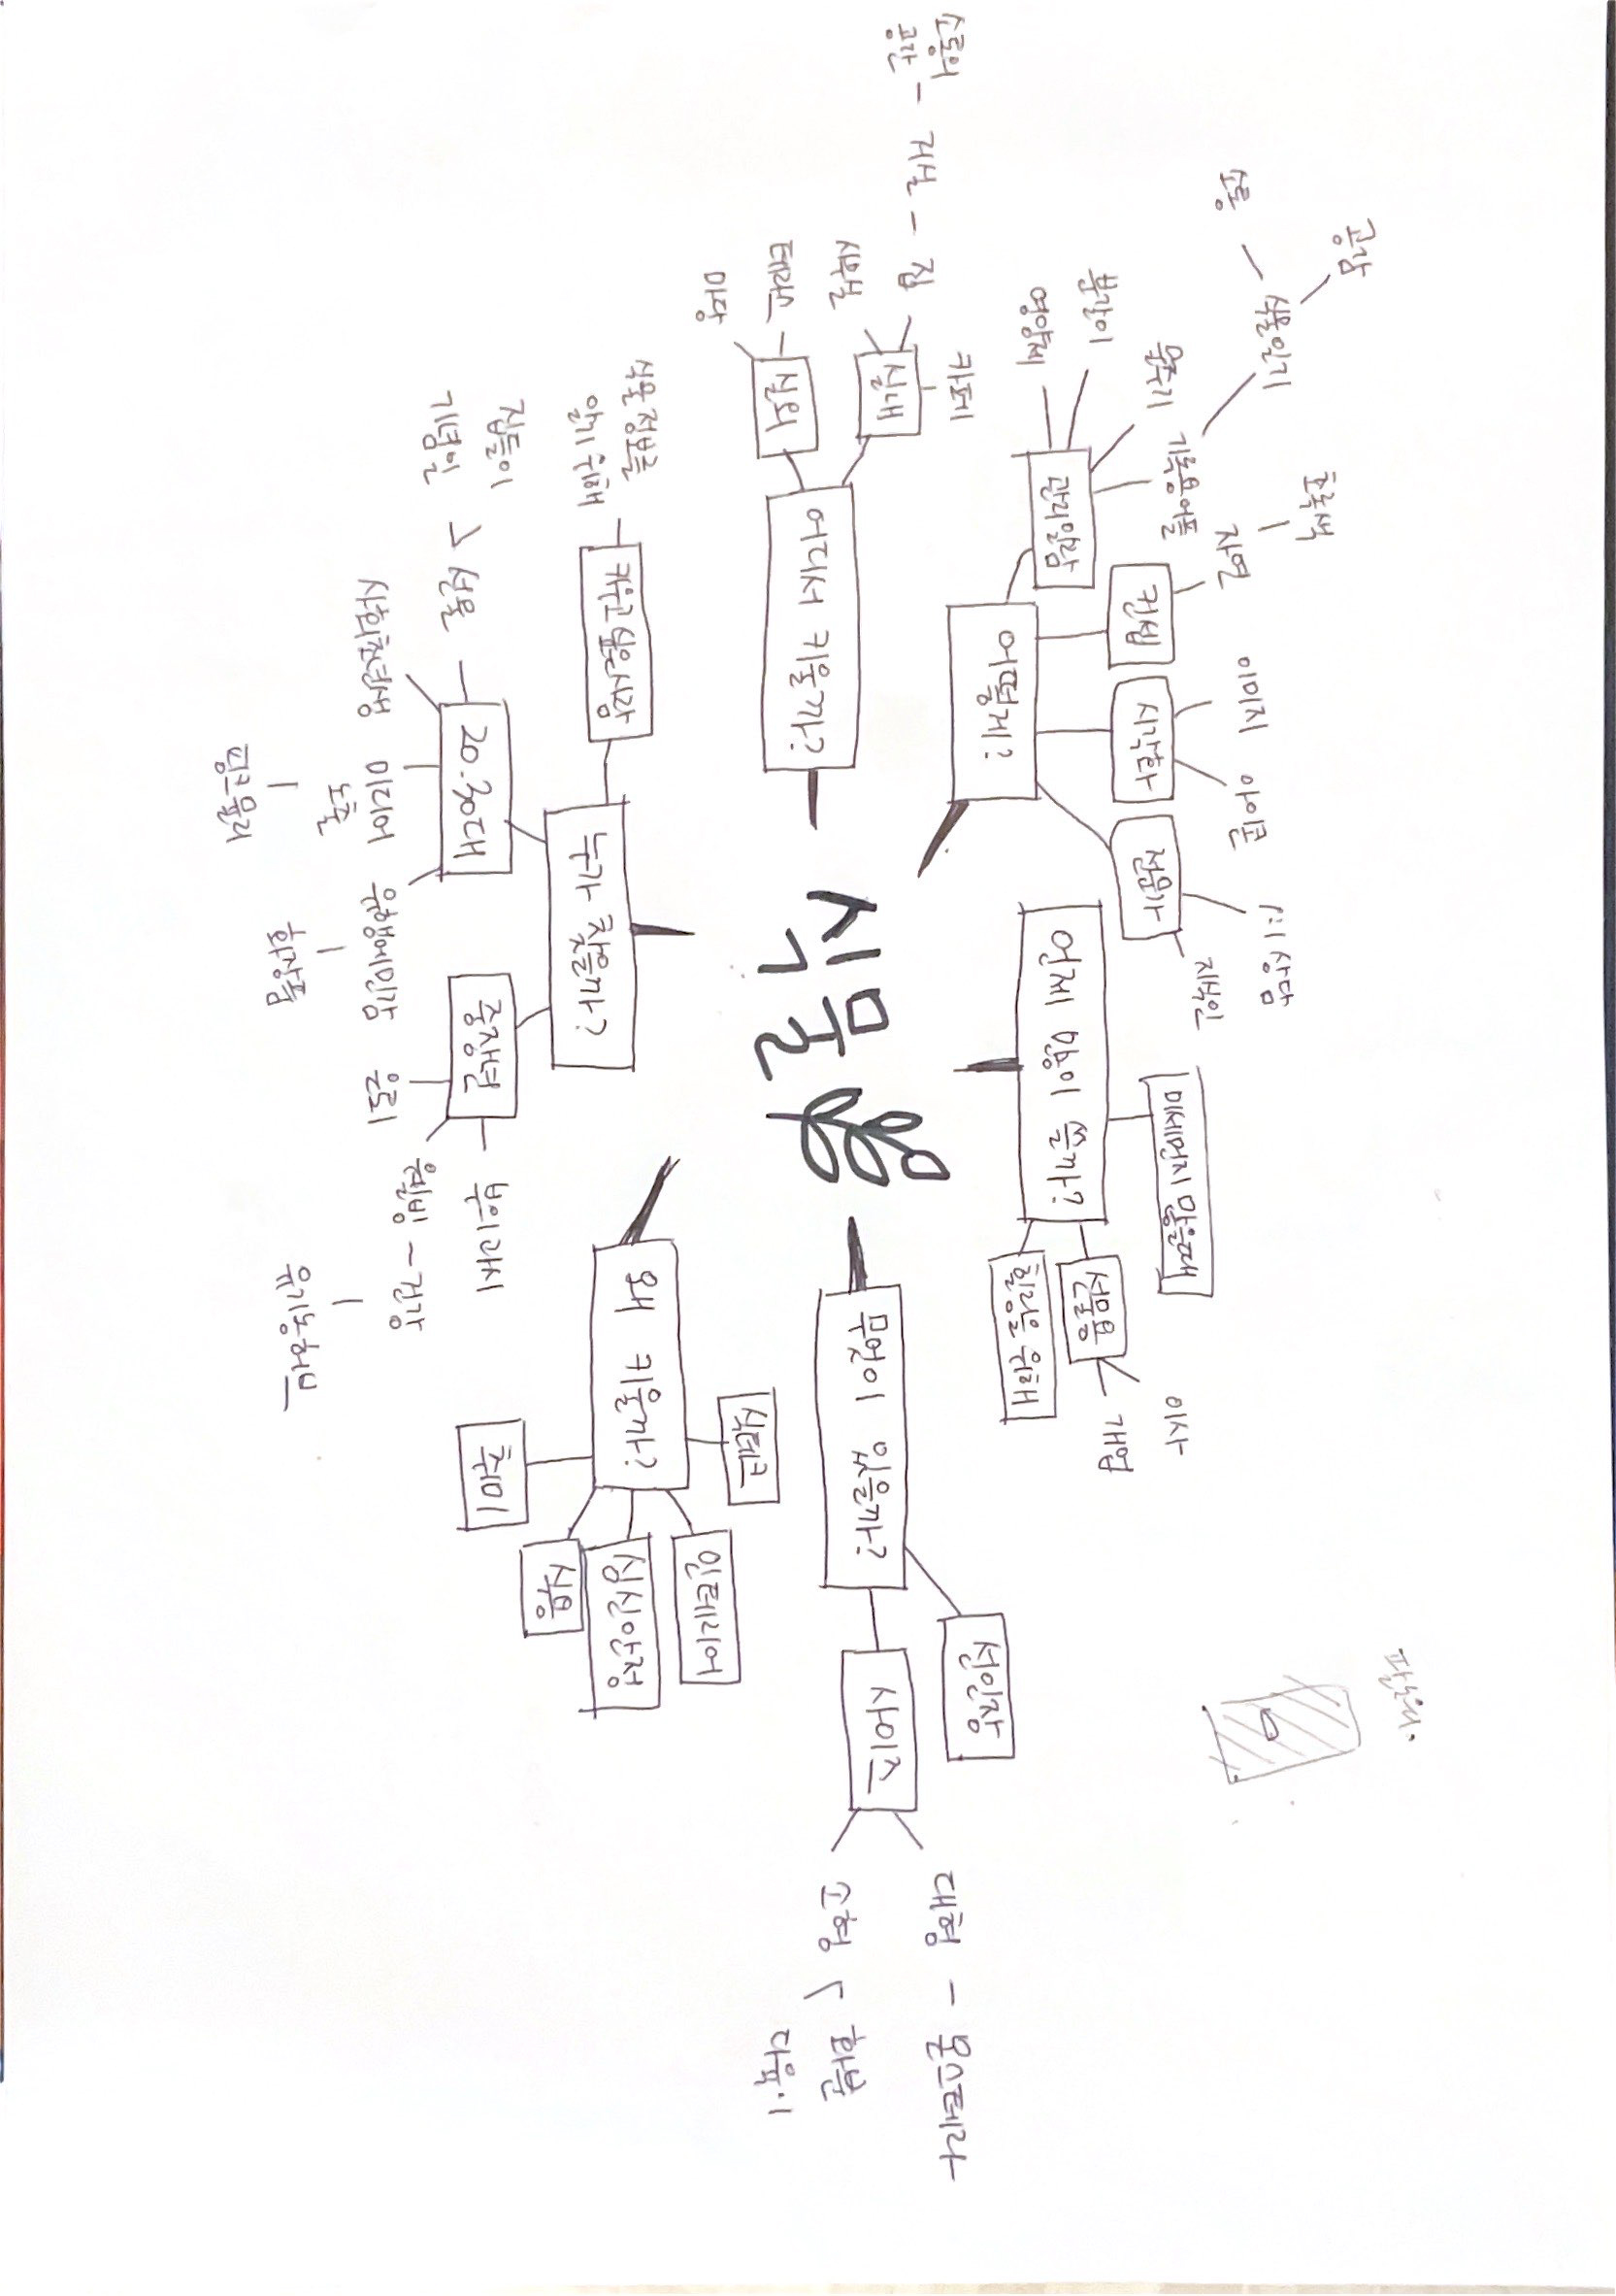 공감
식물일기
소통
초록색
자연
이미지
아이콘
1:1 상담
지식인
물주기
기록용어플
분갈이
영양제
관리알람
컨셉
시각화
전문가
어떻게?
미세먼지 많을때
언제 많이 쓸까?
선물용
이사
개업
힐링을 위해
소통의
공간
거실
집
카페
실내
사무실
어디서 키울까?
테라스
실외
마당
식물
무엇이 있을까?
선인장
사이즈
대형
몬스테라
소형
화분
다육이
식테크
왜 키울까?
인테리어
심신안정
식용
취미
식물 정보를
알기 위해
키우고 싶은 사람
누가 찾을까?
집들이
기념일
선물
20.30대
중장년
부의 과시
사회초년생
미디어
노출
유행에민감
은퇴
웰빙
건강
핑크뮬리
화장품
유기농허브